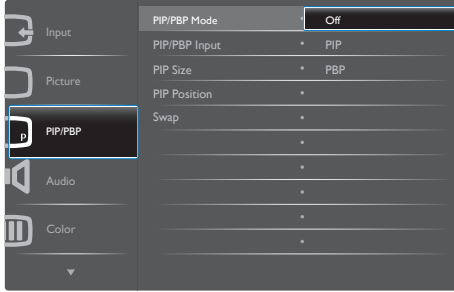 Input
Picture
P
PIP/PBP
Audio
Color
PIP/PBP Mode
PIP/PBP Input
PIP Size
PIP Position
Swap
Off
PIP
PBP